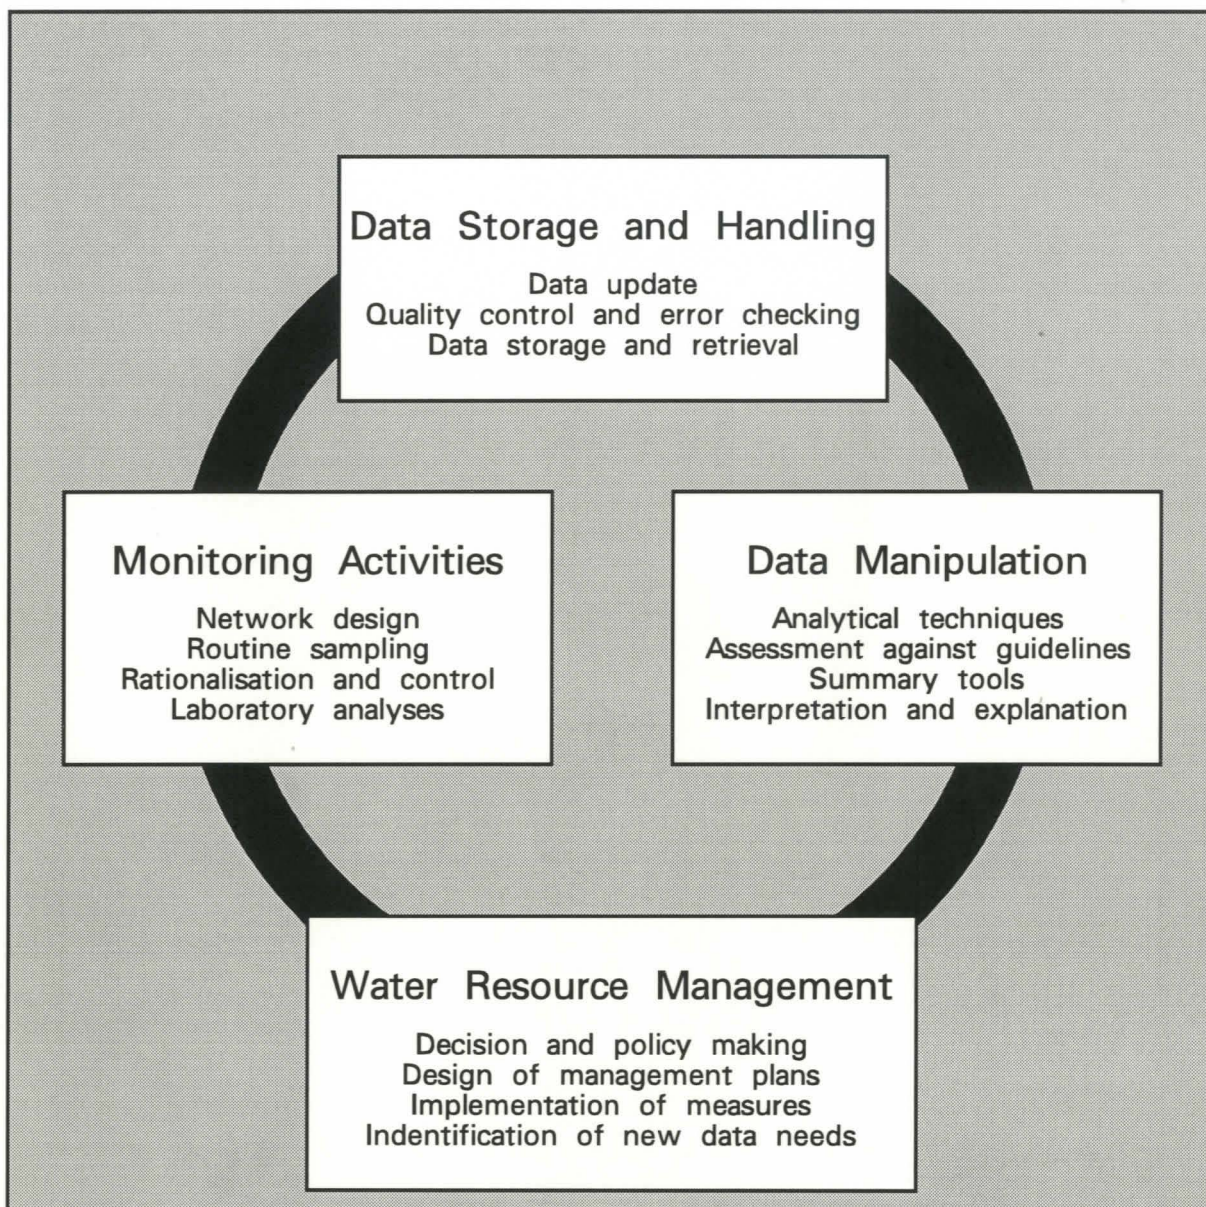 Data Storage and Handling
Data update
Quality control and error checking
Data storage and retrieval
Monitoring Activities
Network design
Routine sampling
Rationalisation and control
Laboratory analyses
Data Manipulation
Analytical techniques
Assessment against guidelines
Summary tools
Interpretation and explanation
Water Resource Management
Decision and policy making
Design of management plans
Implementation of measures
Indentification of new data needs